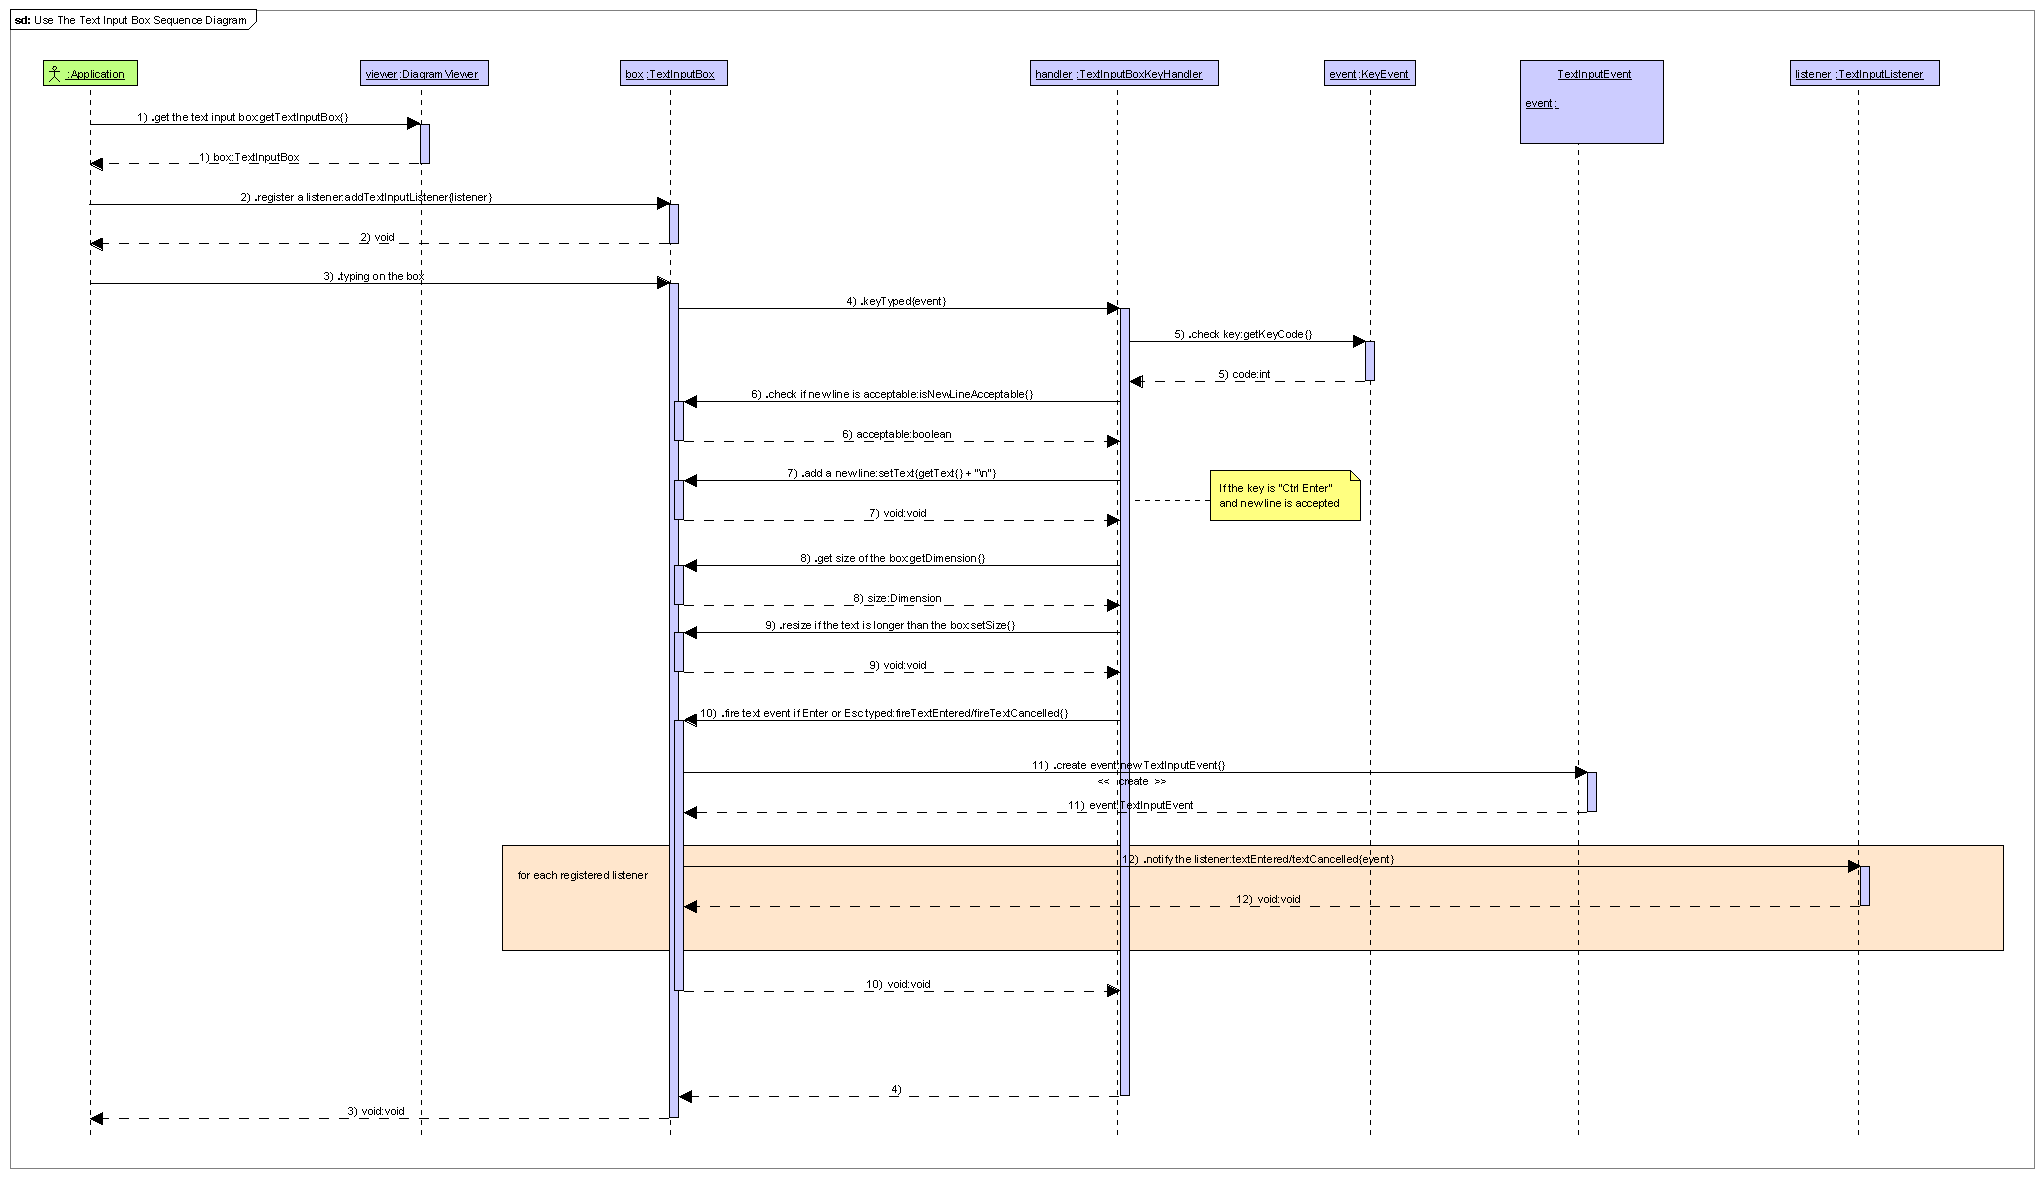 sd: Use The Text Input Box Sequence Diagram
:Application
viewer:DiagramViewer
box :TextInputBox
handler :TextInputBoxKeyHandler
event:KeyEvent
TextInputEvent
event:
listener :TextInputListener
1) .get the text input box:getTextInputBox{}
1) box:TextInputBox
2) .register a listener:addTextInputListener{listener}
2) void
3) .typing on the box
4) .keyTyped{event}
5) .check key:getKeyCode{}
5) code:int
6) .check if newline is acceptable:isNewLineAcceptable{}
6) acceptable:boolean
7) .add a newline:setText{getText{} + "\n"}
If the key is "Ctrl Enter"
and newline is accepted
7) void:void
8) .get size of the box:getDimension{}
8) size:Dimension
9) .resize if the text is longer than the box:setSize{}
9) void:void
10) .fire text event if Enter or Esc typed:fireTextEntered/fireTextCancelled{}
11) .create event:new TextInputEvent{}
<< create >>
11) event:TextInputEvent
12) .notify the listener:textEntered/textCancelled{event}
for each registered listener
12) void:void
10) void:void
4)
3) void:void